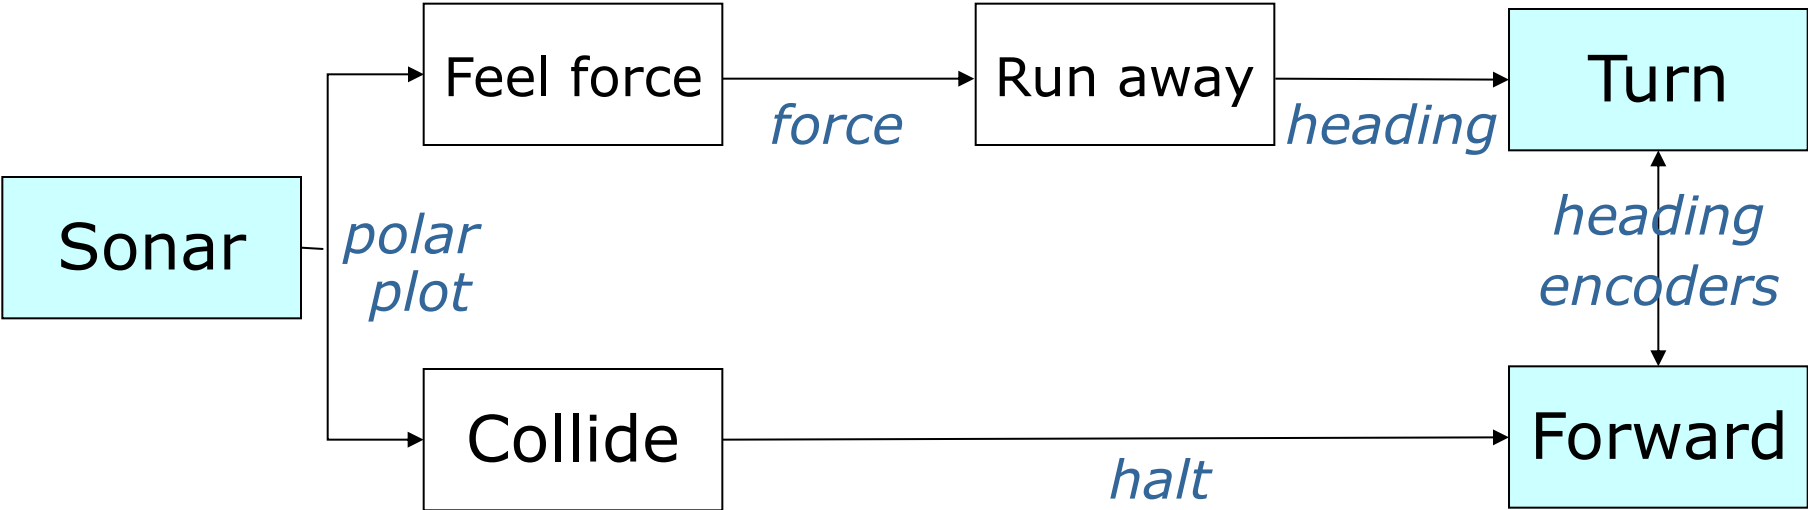 Feel force
Run away
Turn
force
heading
Sonar
polar
plot
heading
encoders
Collide
Forward
halt